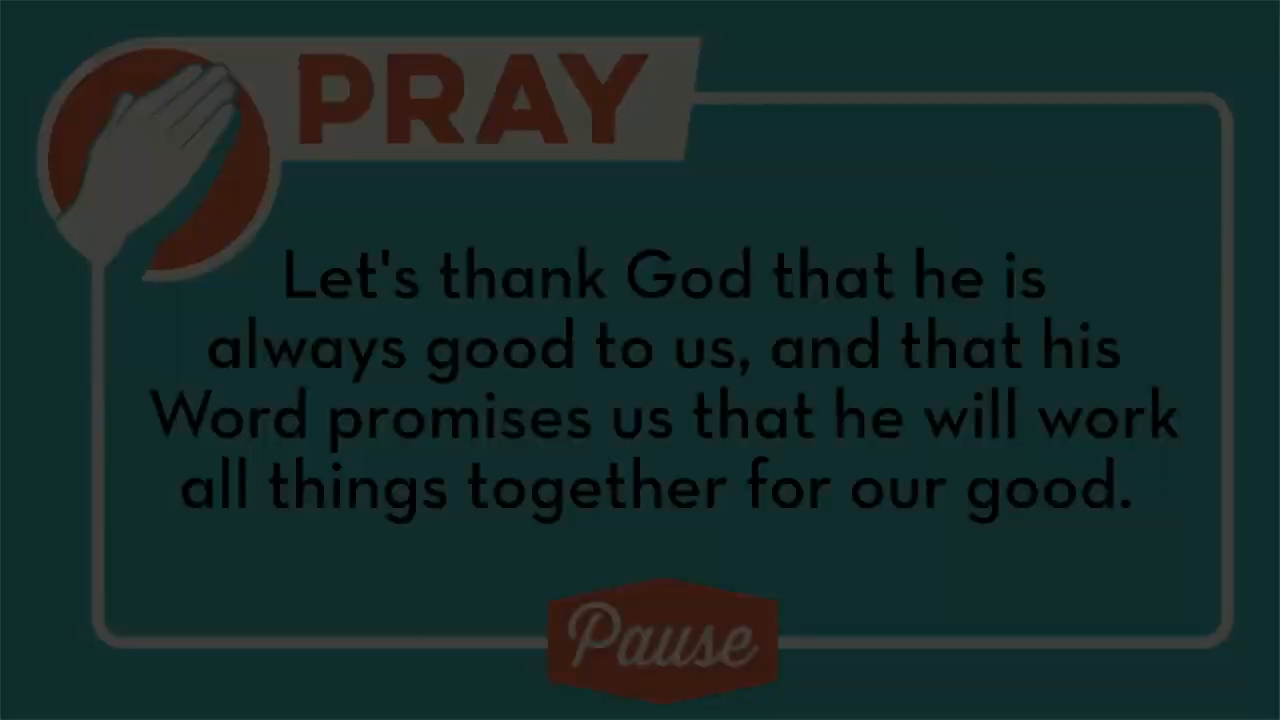 PRAY
Let's thank God that he is
always good to us, and that his
Word promises us that he will work
all things together for our good.
Pause